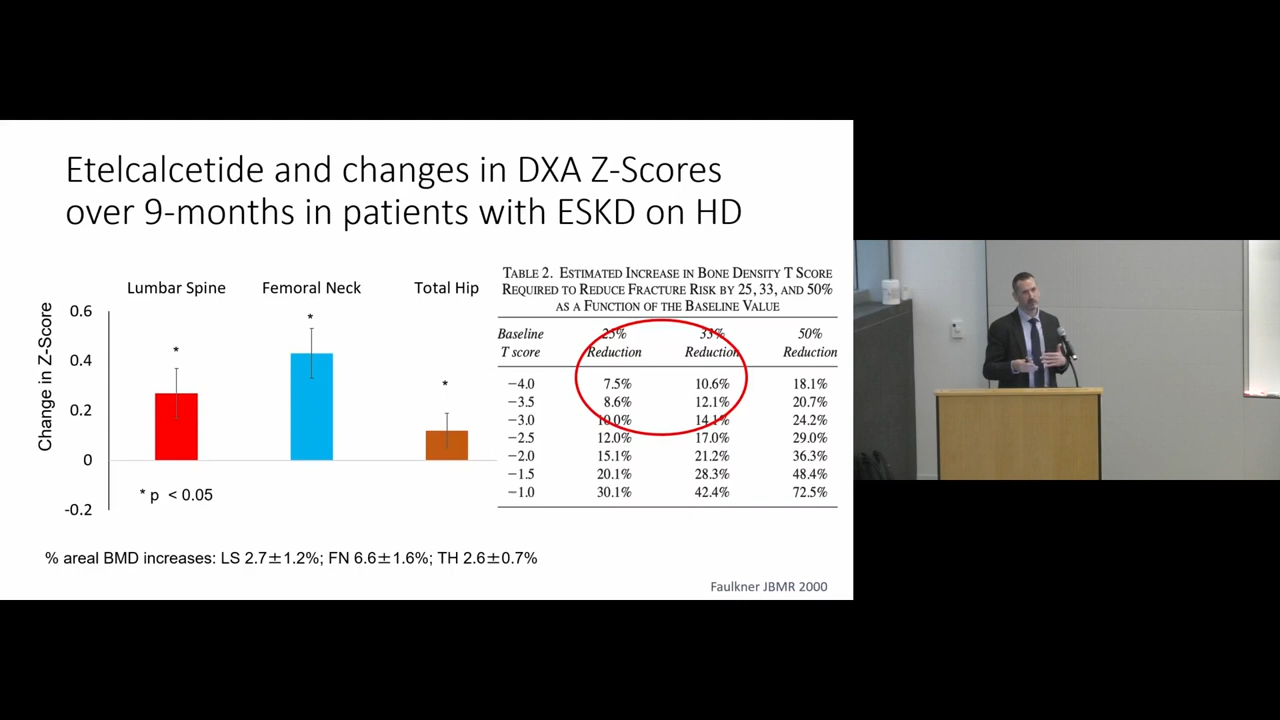 Etelcalcetide and changes in DXA Z-Scores
over 9-months in patients with ESKD on HD
Lumbar Spine Femoral Neck Total Hip
Change in Z-Score
0.6
0.4
0.2
0
-0.2
* * *
* p < 0.05
TABLE 2. ESTIMATED INCREASE IN BONE DENSITY T SCORE
REQUIRED TO REDUCE FRACTURE RISK BY 25, 33, AND 50%
AS A FUNCTION OF THE BASELINE VALUE
Baseline 25% 33% 50%
T score Reduction Reduction Reduction
−4.0 7.5% 10.6% 18.1%
−3.5 8.6% 12.1% 20.7%
−3.0 10.0% 14.1% 24.2%
−2.5 12.0% 17.0% 29.0%
−2.0 15.1% 21.2% 36.3%
−1.5 20.1% 28.3% 48.4%
−1.0 30.1% 42.4% 72.5%
% areal BMD increases: LS 2.7±1.2%; FN 6.6±1.6%; TH 2.6±0.7%
Faulkner JBMR 2000